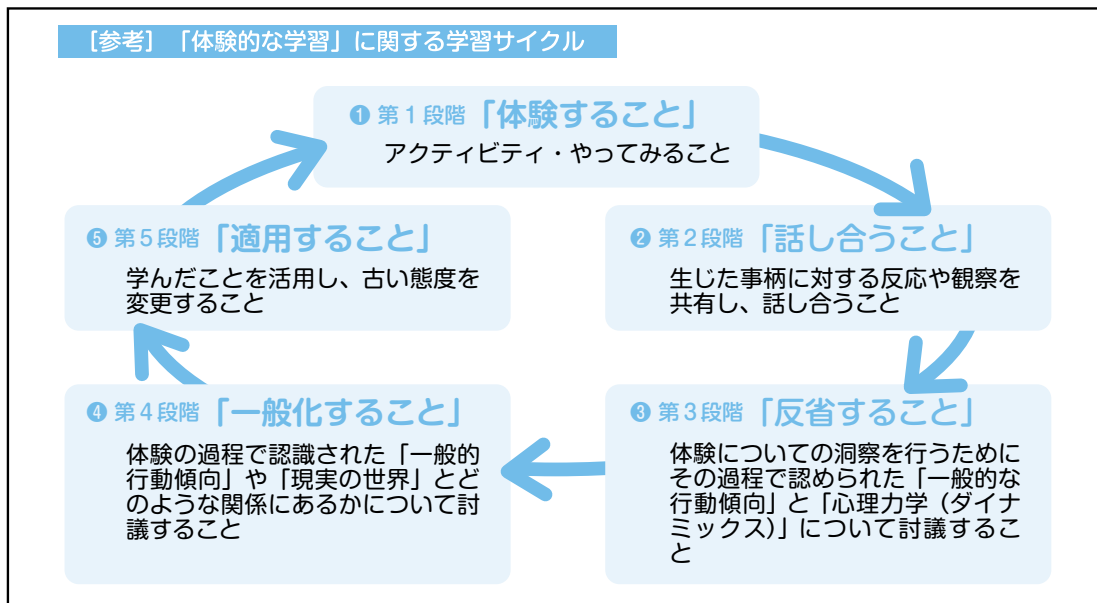 ［参考］「体験的な学習」に関する学習サイクル
❶ 第１段階「体験すること」
アクティビティ・やってみること
❷ 第２段階「話し合うこと」
生じた事柄に対する反応や観察を
共有し、話し合うこと
❸ 第３段階「反省すること」
体験についての洞察を行うために
その過程で認められた「一般的な
行動傾向」と「心理力学（ダイナ
ミックス）」について討議するこ
と
❹ 第４段階「一般化すること」
体験の過程で認識された「一般的
行動傾向」や「現実の世界」とど
のような関係にあるかについて討
議すること
❺ 第５段階「適用すること」
学んだことを活用し、古い態度を
変更すること